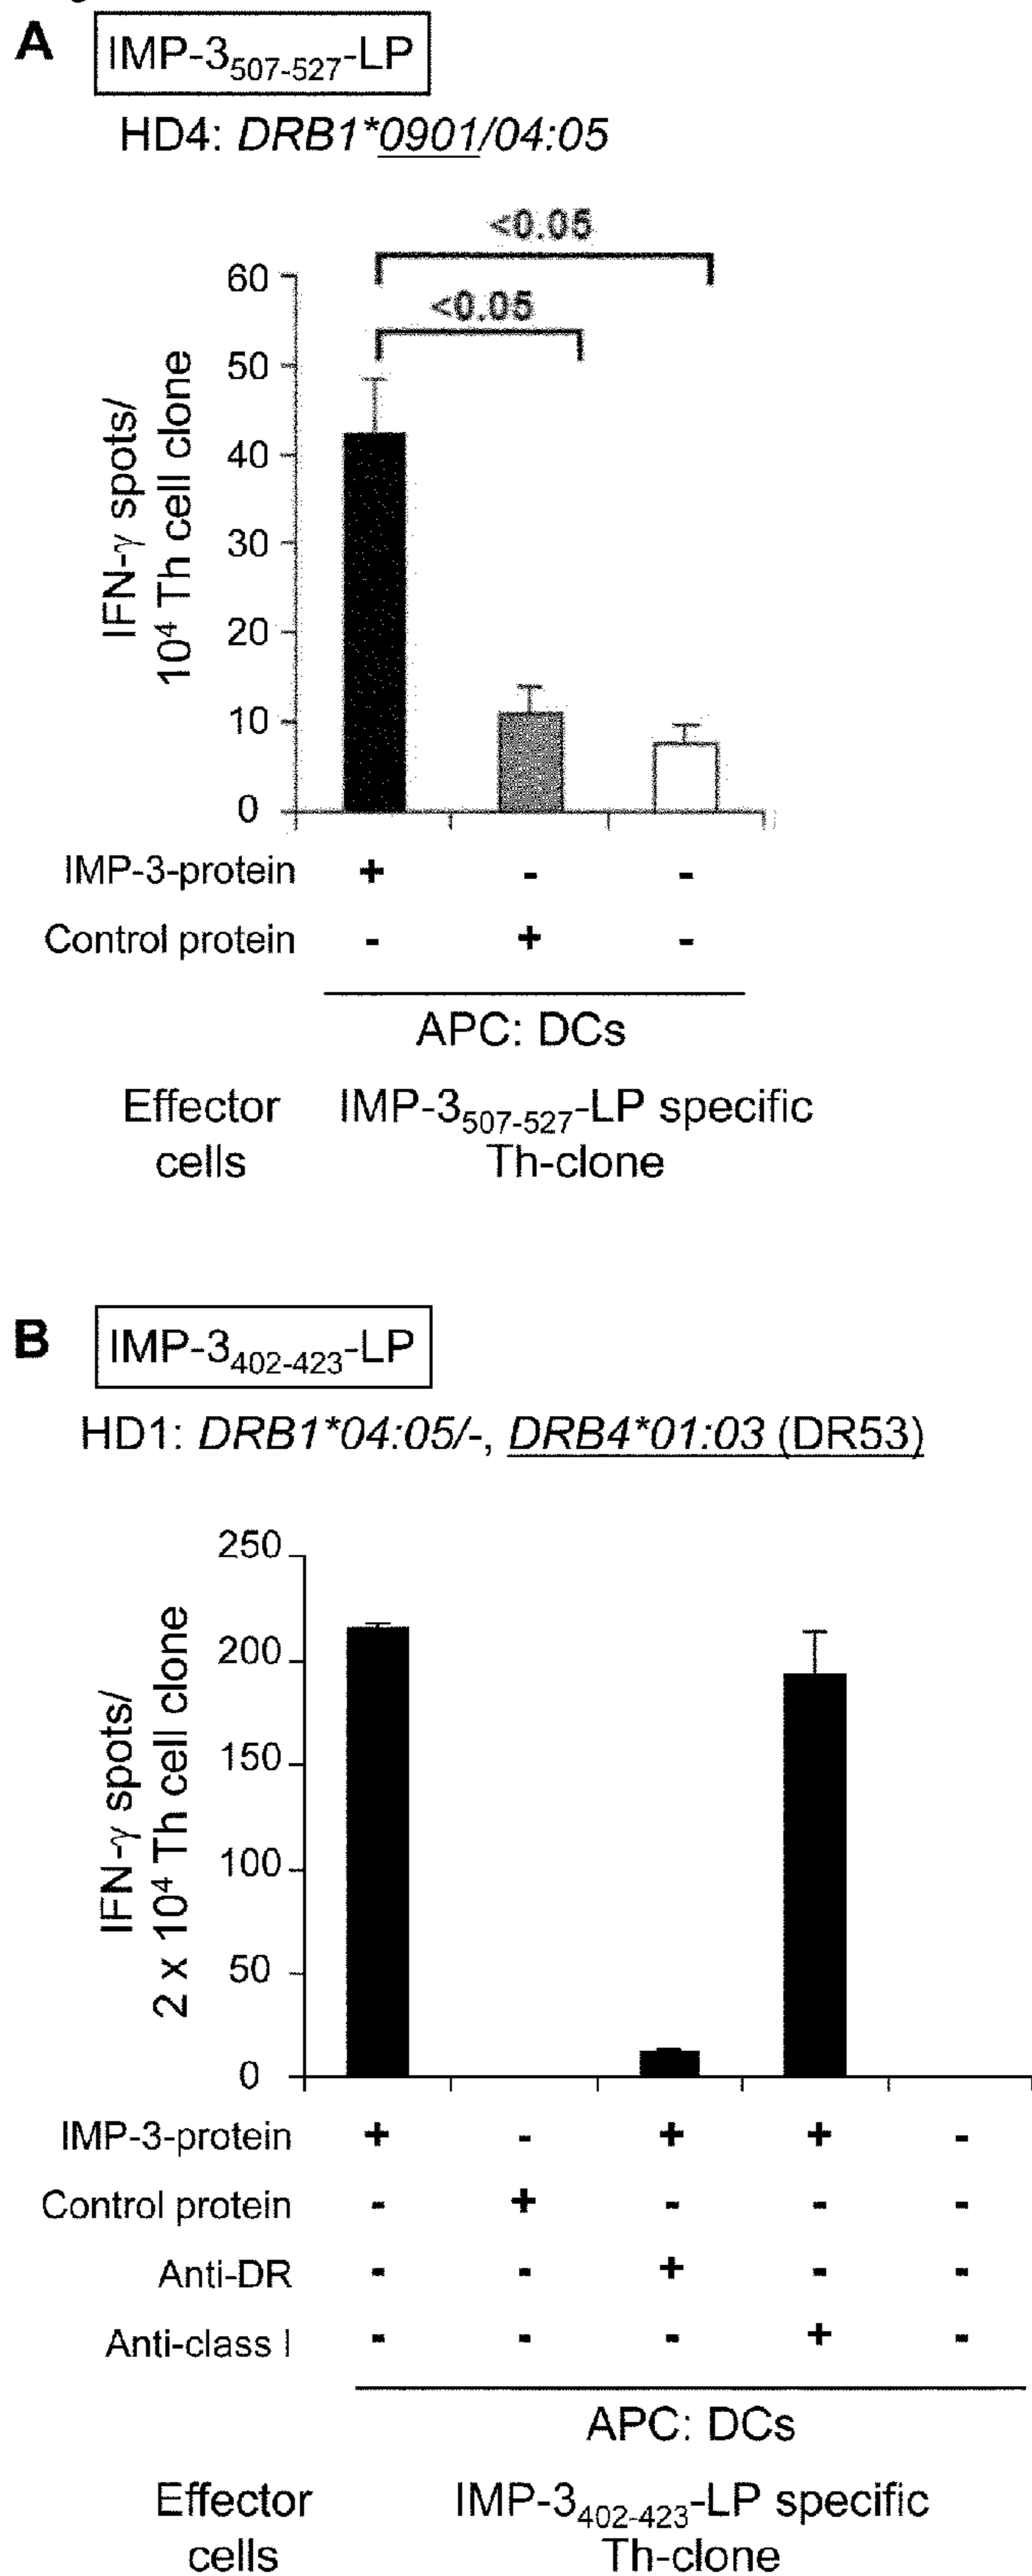 A IMP-3507-527-LP
HD4: DRB1*0901/04:05
<0.05
<0.05
60
50
40
30
20
10
0
IFN-γ spots/
10⁴ Th cell clone
IMP-3-protein + - -
Control protein - + -
APC: DCs
Effector cells
IMP-3507-527-LP specific
Th-clone
B IMP-3402-423-LP
HD1: DRB1*04:05/-, DRB4*01:03 (DR53)
250
200
150
100
50
0
IFN-γ spots/
2 x 10⁴ Th cell clone
IMP-3-protein + - + + -
Control protein - + - - -
Anti-DR - - + - -
Anti-class I - - - + -
APC: DCs
Effector cells
IMP-3402-423-LP specific
Th-clone